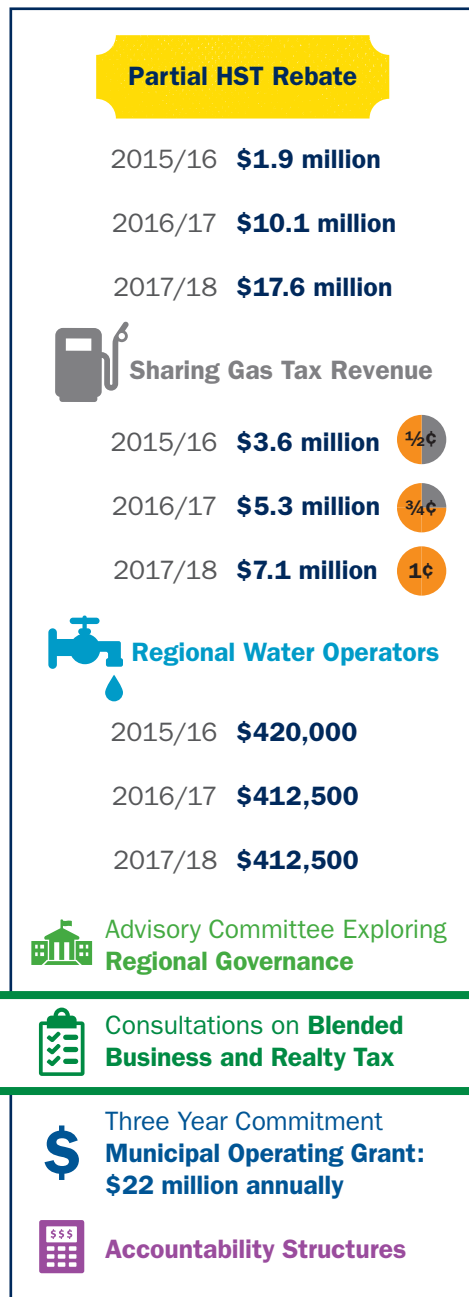 Partial HST Rebate
2015/16 $1.9 million
2016/17 $10.1 million
2017/18 $17.6 million
Sharing Gas Tax Revenue
2015/16 $3.6 million ½¢
2016/17 $5.3 million ¾¢
2017/18 $7.1 million 1¢
Regional Water Operators
2015/16 $420,000
2016/17 $412,500
2017/18 $412,500
Advisory Committee Exploring
Regional Governance
Consultations on Blended
Business and Realty Tax
Three Year Commitment
$ Municipal Operating Grant:
$22 million annually
$$$
Accountability Structures